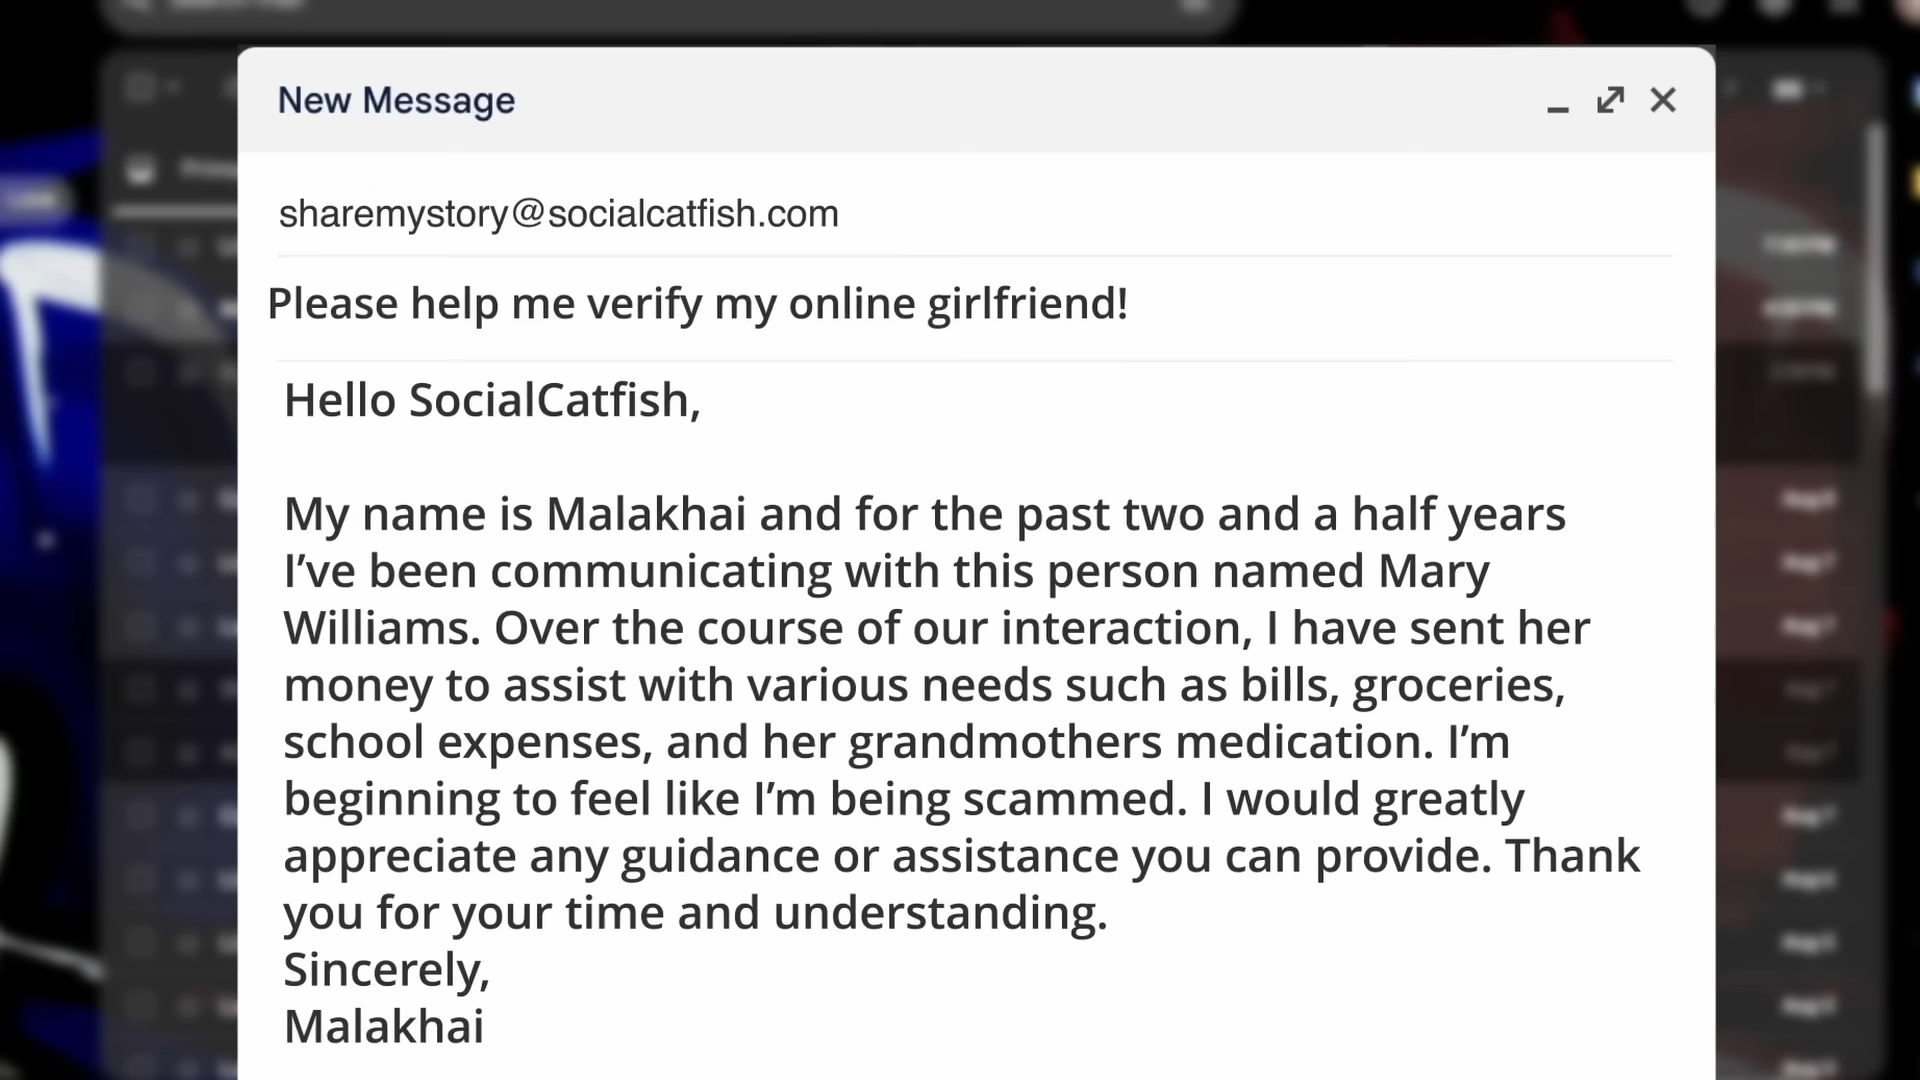 New Message
sharemystory@socialcatfish.com
Please help me verify my online girlfriend!
Hello SocialCatfish,
My name is Malakhai and for the past two and a half years
I’ve been communicating with this person named Mary
Williams. Over the course of our interaction, I have sent her
money to assist with various needs such as bills, groceries,
school expenses, and her grandmothers medication. I’m
beginning to feel like I’m being scammed. I would greatly
appreciate any guidance or assistance you can provide. Thank
you for your time and understanding.
Sincerely,
Malakhai